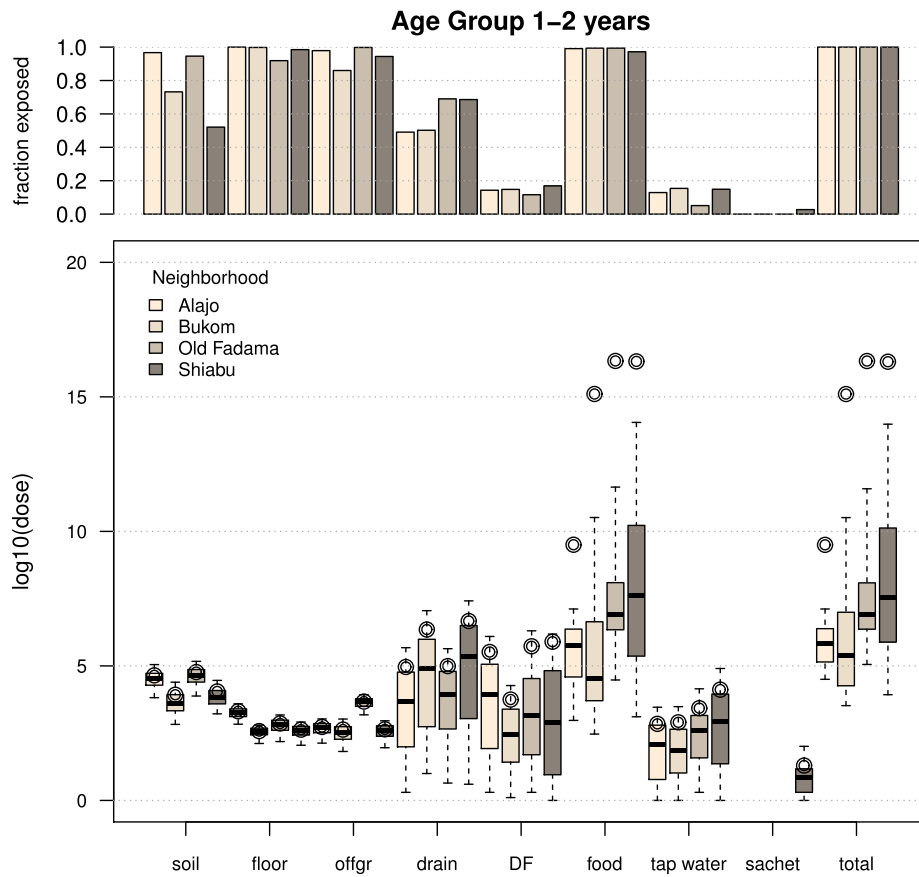 Age Group 1−2 years
fraction exposed
1.0
0.8
0.6
0.4
0.2
0.0
log10(dose)
20
15
10
5
0
Neighborhood
Alajo
Bukom
Old Fadama
Shiabu
soil floor offgr drain DF food tap water sachet total